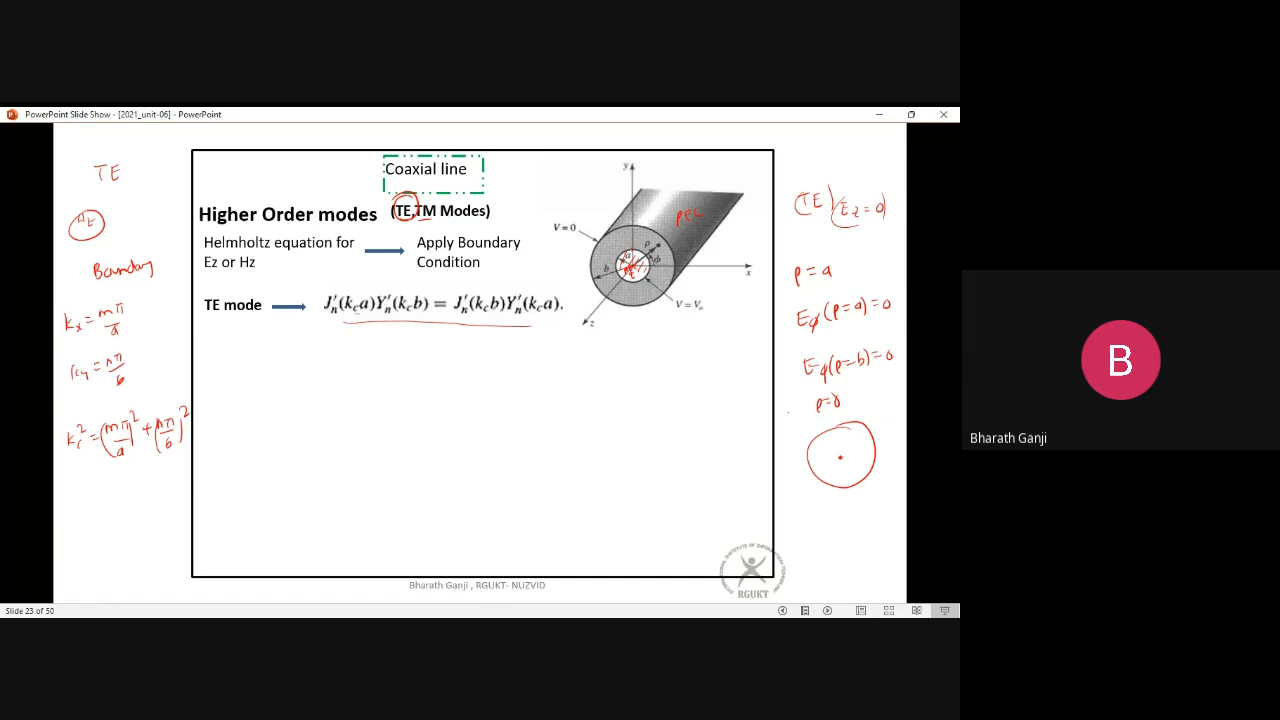 PowerPoint Slide Show - [2021_unit-06] - PowerPoint
Coaxial line
Higher Order modes (TE,TM Modes)
Helmholtz equation for
Ez or Hz
Apply Boundary
Condition
TE mode
J′n(kca)Y′n(kcb) = J′n(kcb)Y′n(kca).
y
V = 0
ρ
a
ϕ
b
x
z
PEC
TE
Boundary
kx = mπ/a
ky = nπ/b
kc² = (mπ/a)² + (nπ/b)²
TE Ez = 0
ρ = a
Eϕ(ρ=a) = 0
Eϕ(ρ=b) = 0
RGUKT
Bharath Ganji , RGUKT- NUZVID
Slide 23 of 50
B
Bharath Ganji